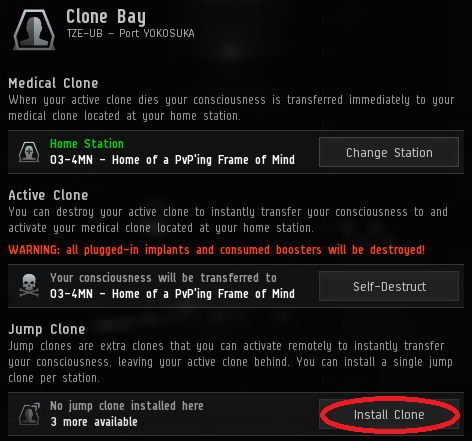 Clone Bay
TZE-UB - Port YOKOSUKA
Medical Clone
When your active clone dies your consciousness is transferred immediately to your
medical clone located at your home station.
Home Station
O3-4MN - Home of a PvP'ing Frame of Mind
Change Station
Active Clone
You can destroy your active clone to instantly transfer your consciousness to and
activate your medical clone located at your home station.
WARNING: all plugged-in implants and consumed boosters will be destroyed!
Your consciousness will be transferred to
O3-4MN - Home of a PvP'ing Frame of Mind
Self-Destruct
Jump Clone
Jump clones are extra clones that you can activate remotely to instantly transfer
your consciousness, leaving your active clone behind. You can install a single jump
clone per station.
No jump clone installed here
3 more available
Install Clone